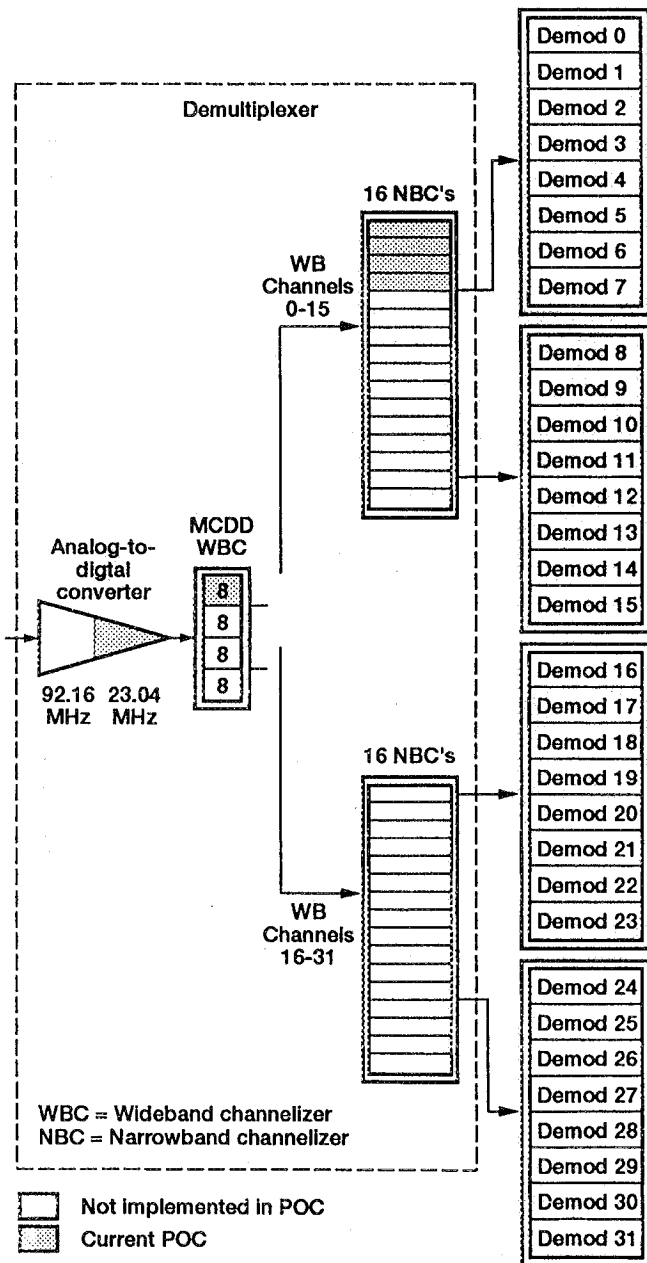 Demultiplexer
16 NBC's
WB
Channels
0-15
MCDD
WBC
Analog-to-
digtal
converter
8
8
8
8
92.16
MHz
23.04
MHz
16 NBC's
WB
Channels
16-31
WBC = Wideband channelizer
NBC = Narrowband channelizer
Not implemented in POC
Current POC
Demod 0
Demod 1
Demod 2
Demod 3
Demod 4
Demod 5
Demod 6
Demod 7
Demod 8
Demod 9
Demod 10
Demod 11
Demod 12
Demod 13
Demod 14
Demod 15
Demod 16
Demod 17
Demod 18
Demod 19
Demod 20
Demod 21
Demod 22
Demod 23
Demod 24
Demod 25
Demod 26
Demod 27
Demod 28
Demod 29
Demod 30
Demod 31